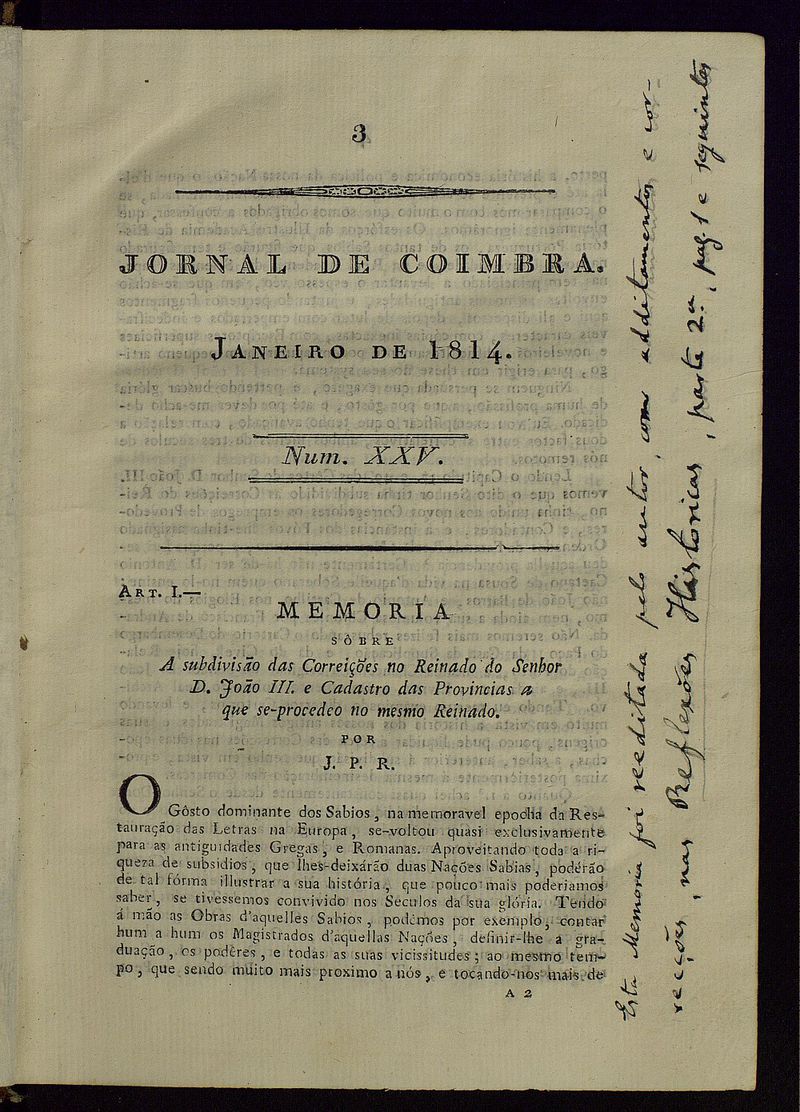 3
JORNAL DE COIMBRA.
JANEIRO DE 1814.
Num. XXV.
ART. I.—
MEMORIA
SÔBRE
A subdivisão das Correições no Reinado do Senhor
D. João III. e Cadastro das Provincias a
que se-procedeo no mesmo Reinado.
POR
J. P. R.
O Gôsto dominante dos Sabios, na memoravel epocha da Res-
tauração das Letras na Europa, se-voltou quasi exclusivamente
para as antiguidades Gregas, e Romanas. Aproveitando toda a ri-
queza de subsidios, que lhes-deixárão duas Nações Sabias, podérão
de tal fórma illustrar a sua história, que pouco mais poderiamos
saber, se tivessemos convivido nos Seculos da sua glória. Tendo
á mão as Obras d'aquelles Sabios, podêmos por exemplo, contar
hum a hum os Magistrados d'aquellas Nações, definir-lhe a gra-
duação, os podêres, e todas as suas vicissitudes; ao mesmo tem-
po, que sendo muito mais proximo a nós, e tocando-nos mais de
A 2
Esta Memoria foi reeditada pelo autor, com additamentos e cor-
recções, nas Reflexões Historicas, parte 2.a, pag. 1 e seguintes